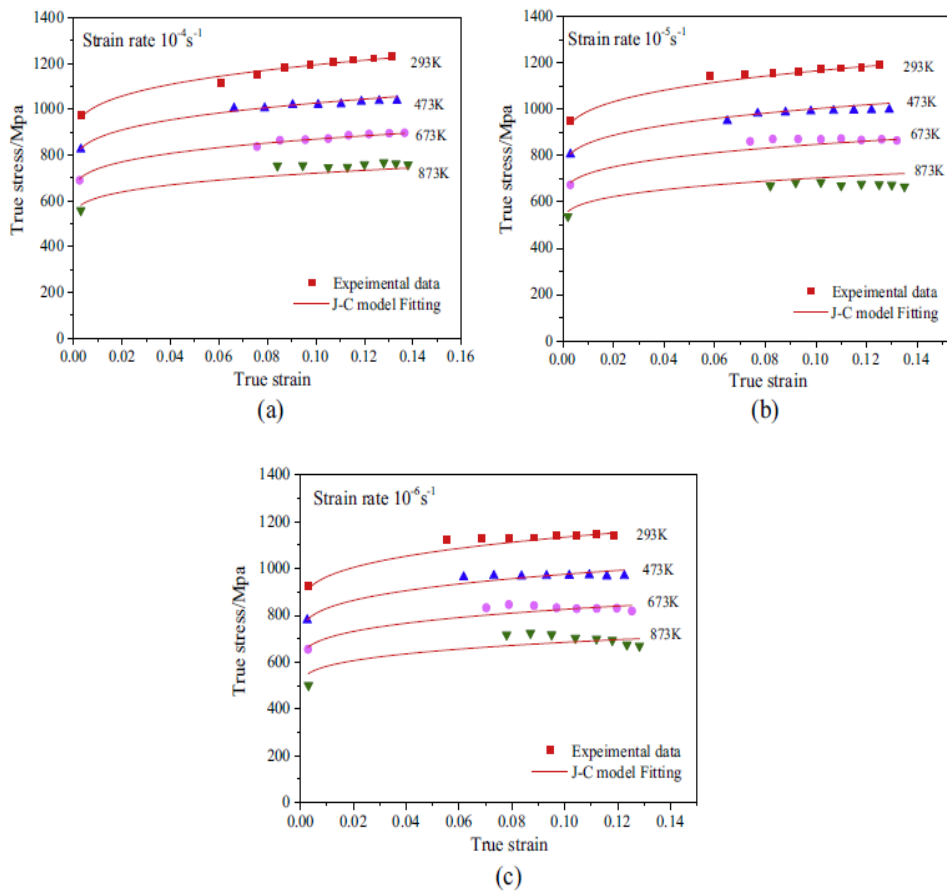 1400
1200
1000
800
600
400
200
0
True stress/Mpa
Strain rate 10⁻⁴s⁻¹
293K
473K
673K
873K
Expeimental data
J-C model Fitting
0.00 0.02 0.04 0.06 0.08 0.10 0.12 0.14 0.16
True strain
(a)
1400
1200
1000
800
600
400
200
0
True stress/Mpa
Strain rate 10⁻⁵s⁻¹
293K
473K
673K
873K
Expeimental data
J-C model Fitting
0.00 0.02 0.04 0.06 0.08 0.10 0.12 0.14
True strain
(b)
1400
1200
1000
800
600
400
200
0
True stress/Mpa
Strain rate 10⁻⁶s⁻¹
293K
473K
673K
873K
Expeimental data
J-C model Fitting
0.00 0.02 0.04 0.06 0.08 0.10 0.12 0.14
True strain
(c)